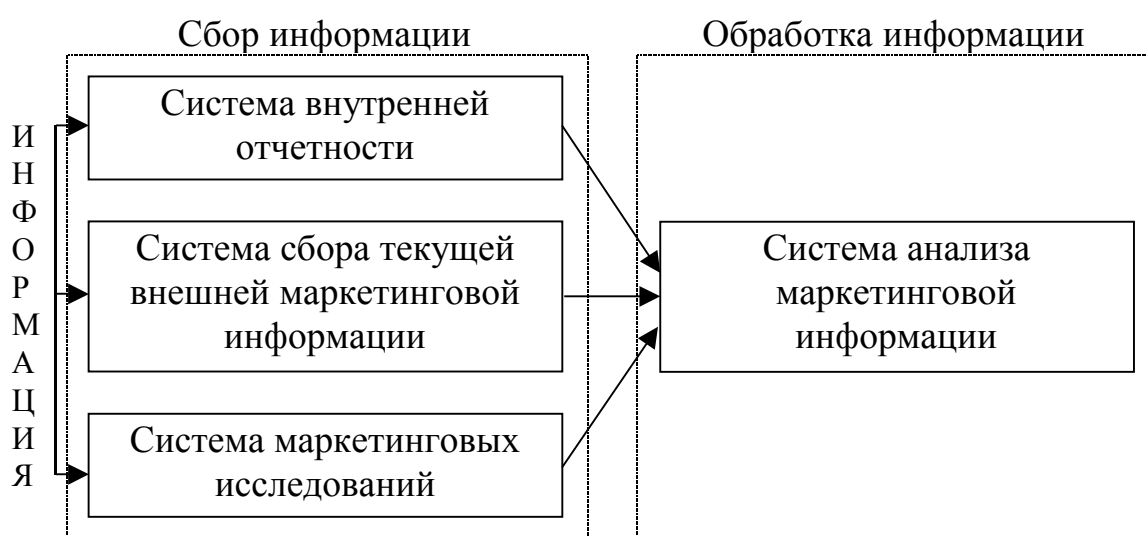 Сбор информации
Обработка информации
ИНФОРМАЦИЯ
Система внутренней
отчетности
Система сбора текущей
внешней маркетинговой
информации
Система маркетинговых
исследований
Система анализа
маркетинговой
информации